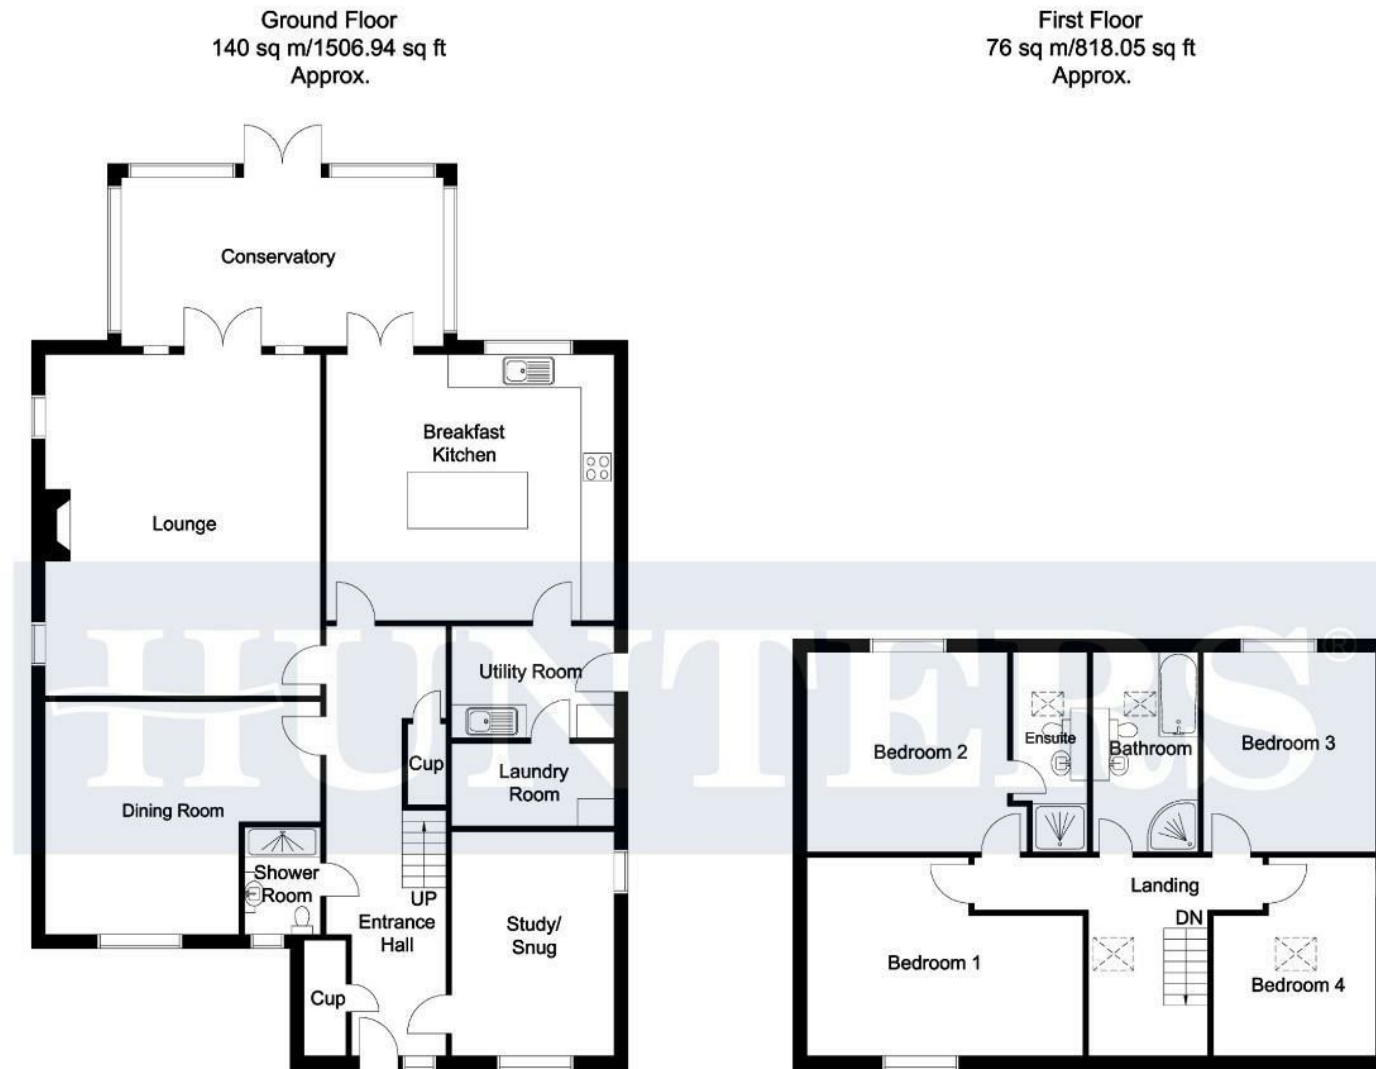 Ground Floor
140 sq m/1506.94 sq ft
Approx.
First Floor
76 sq m/818.05 sq ft
Approx.
Conservatory
Breakfast
Kitchen
Lounge
HUNTERS®
Utility Room
Cup
Laundry
Room
Dining Room
Shower
Room
UP
Entrance
Hall
Study/
Snug
Cup
Bedroom 2
Ensuite
Bathroom
Bedroom 3
Landing
DN
Bedroom 1
Bedroom 4